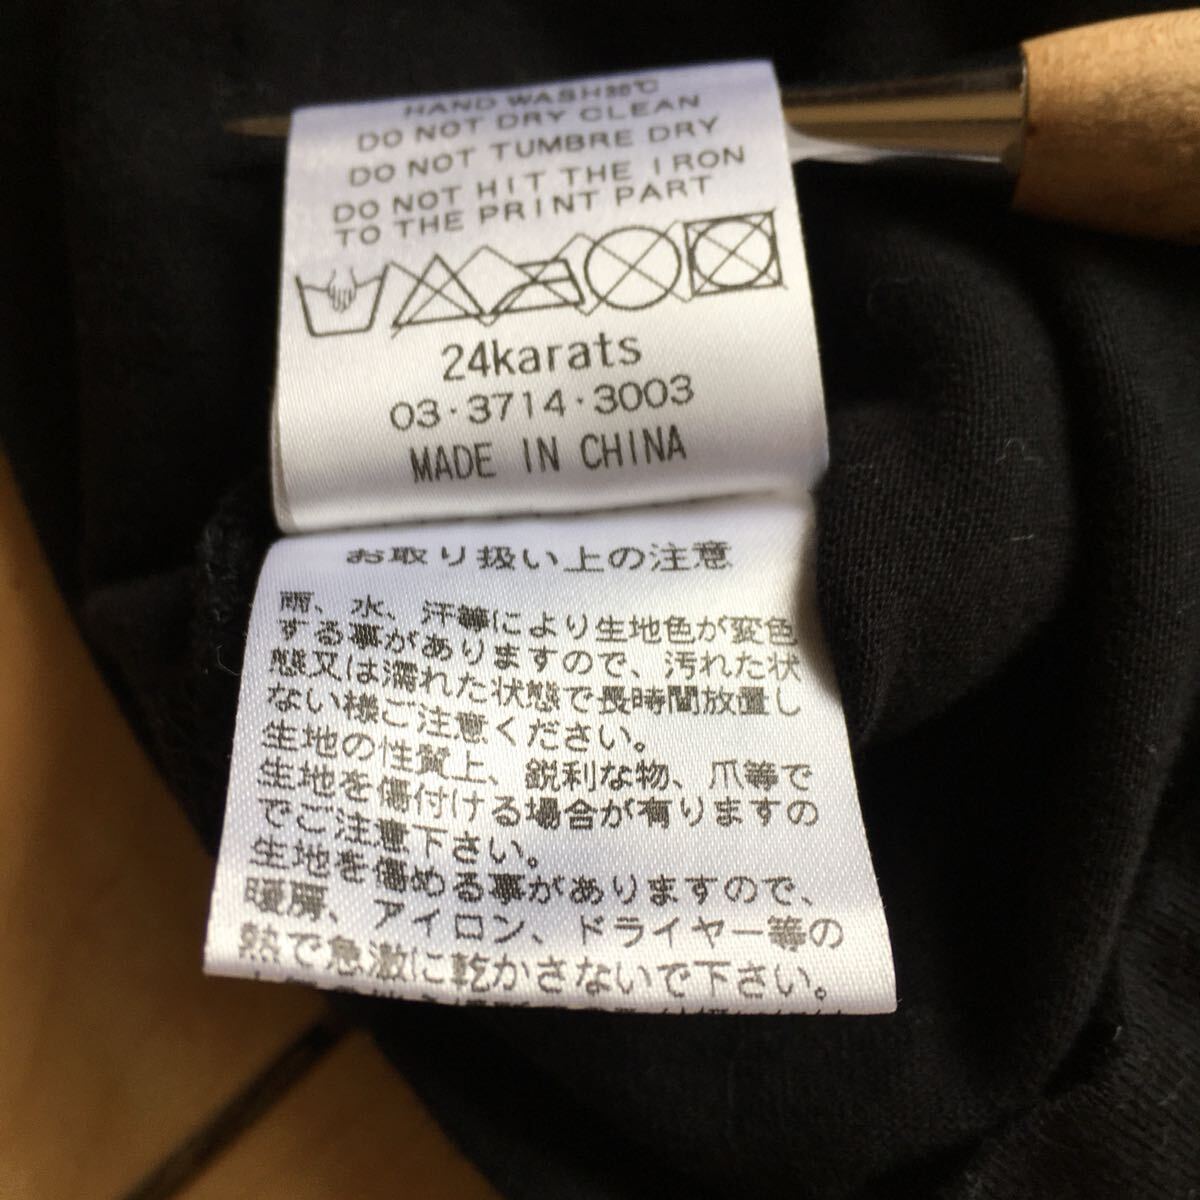 HAND WASH30℃
DO NOT DRY CLEAN
DO NOT TUMBRE DRY
DO NOT HIT THE IRON
TO THE PRINT PART
24karats
03・3714・3003
MADE IN CHINA
お取り扱い上の注意
雨、水、汗等により生地色が変色
する事がありますので、汚れた状
態又は濡れた状態で長時間放置し
ない様ご注意ください。
生地の性質上、鋭利な物、爪等で
生地を傷付ける場合が有りますの
でご注意下さい。
生地を傷める事がありますので、
暖房、アイロン、ドライヤー等の
熱で急激に乾かさないで下さい。